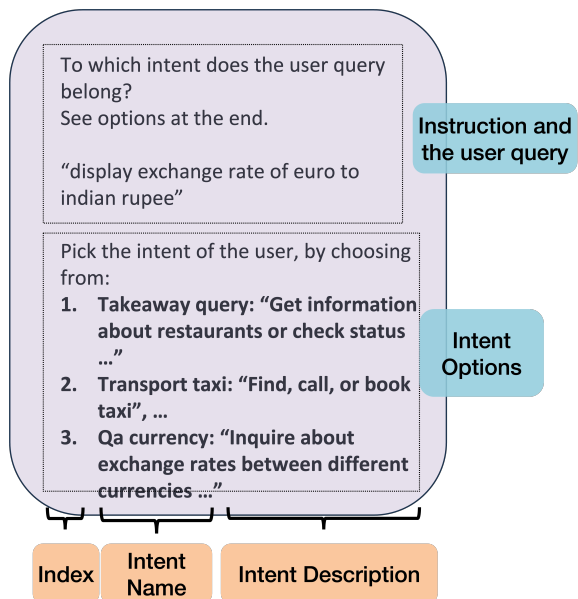 To which intent does the user query
belong?
See options at the end.
“display exchange rate of euro to
indian rupee”
Instruction and
the user query
Pick the intent of the user, by choosing
from:
1. Takeaway query: “Get information
about restaurants or check status
…”
2. Transport taxi: “Find, call, or book
taxi”, …
3. Qa currency: “Inquire about
exchange rates between different
currencies …”
Intent
Options
Index
Intent
Name
Intent Description